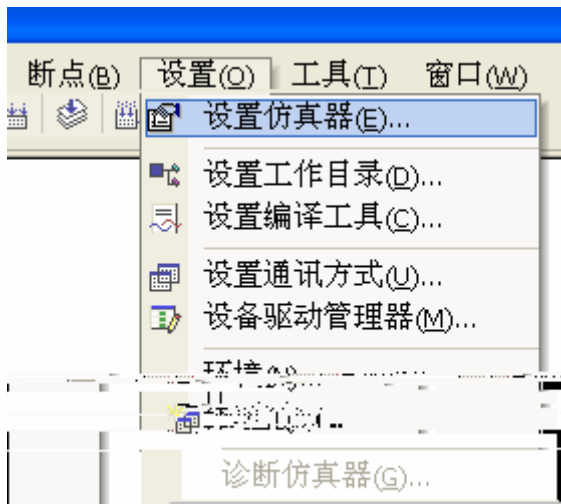 断点(B) 设置(O) 工具(T) 窗口(W)
设置仿真器(E)...
设置工作目录(D)...
设置编译工具(C)...
设置通讯方式(U)...
设备驱动管理器(M)...
诊断仿真器(G)...